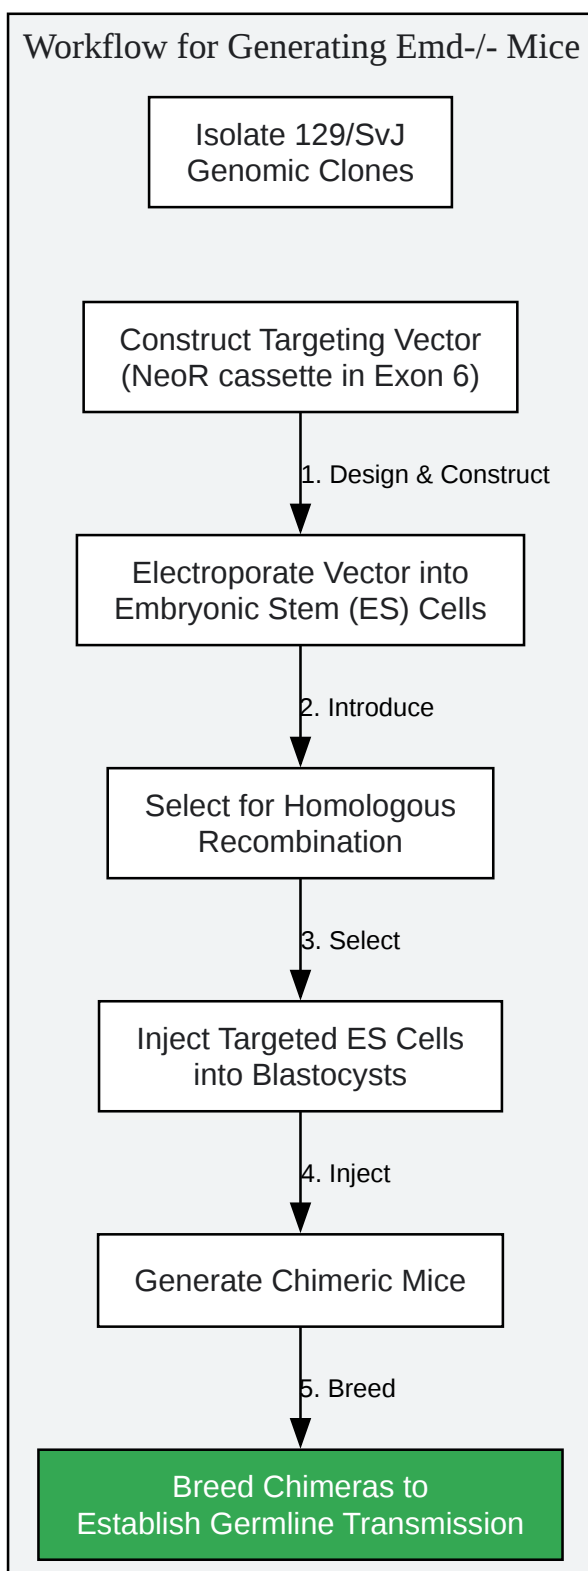 Workflow for Generating Emd-/- Mice
Isolate 129/SvJ
Genomic Clones
Construct Targeting Vector
(NeoR cassette in Exon 6)
1. Design & Construct
Electroporate Vector into
Embryonic Stem (ES) Cells
2. Introduce
Select for Homologous
Recombination
3. Select
Inject Targeted ES Cells
into Blastocysts
4. Inject
Generate Chimeric Mice
5. Breed
Breed Chimeras to
Establish Germline Transmission